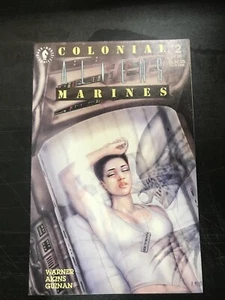 COLONIAL 2
ALIENS
MARINES
WARNER
AKINS
GUINAN